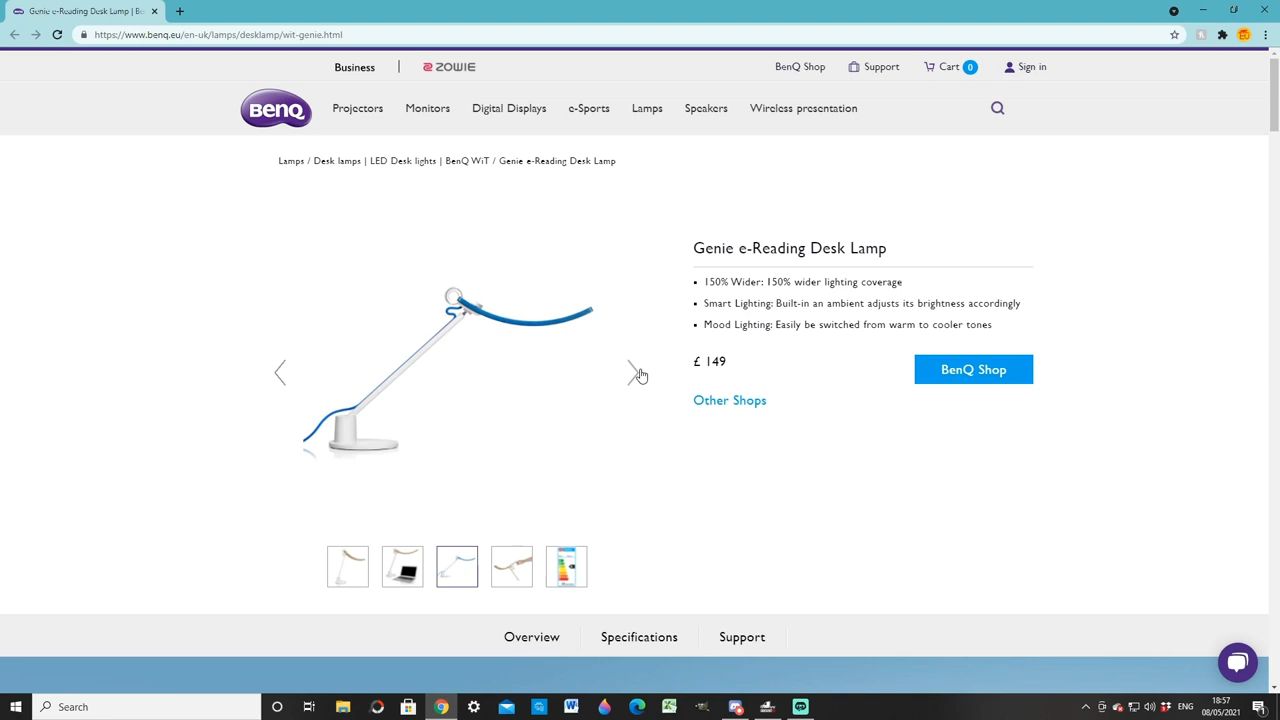 Genie e-Reading Desk Lamp | B
https://www.benq.eu/en-uk/lamps/desklamp/wit-genie.html
Business
ZOWIE
BenQ Shop
Support
Cart 0
Sign in
BenQ
Projectors
Monitors
Digital Displays
e-Sports
Lamps
Speakers
Wireless presentation
Lamps / Desk lamps | LED Desk lights | BenQ WiT / Genie e-Reading Desk Lamp
Genie e-Reading Desk Lamp
150% Wider: 150% wider lighting coverage
Smart Lighting: Built-in an ambient adjusts its brightness accordingly
Mood Lighting: Easily be switched from warm to cooler tones
£ 149
BenQ Shop
Other Shops
Overview
Specifications
Support
Search
ENG
18:57
08/05/2021